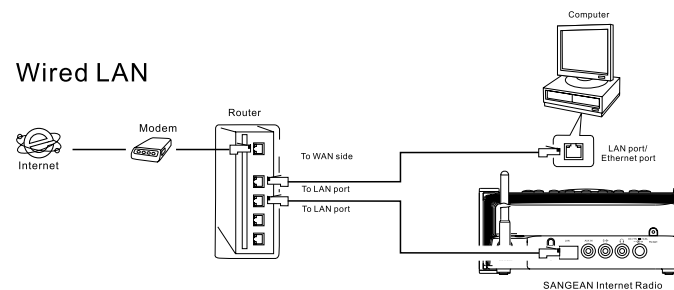 Computer
Wired LAN
Router
Modem
Internet
To WAN side
LAN port/
Ethernet port
To LAN port
To LAN port
SANGEAN Internet Radio